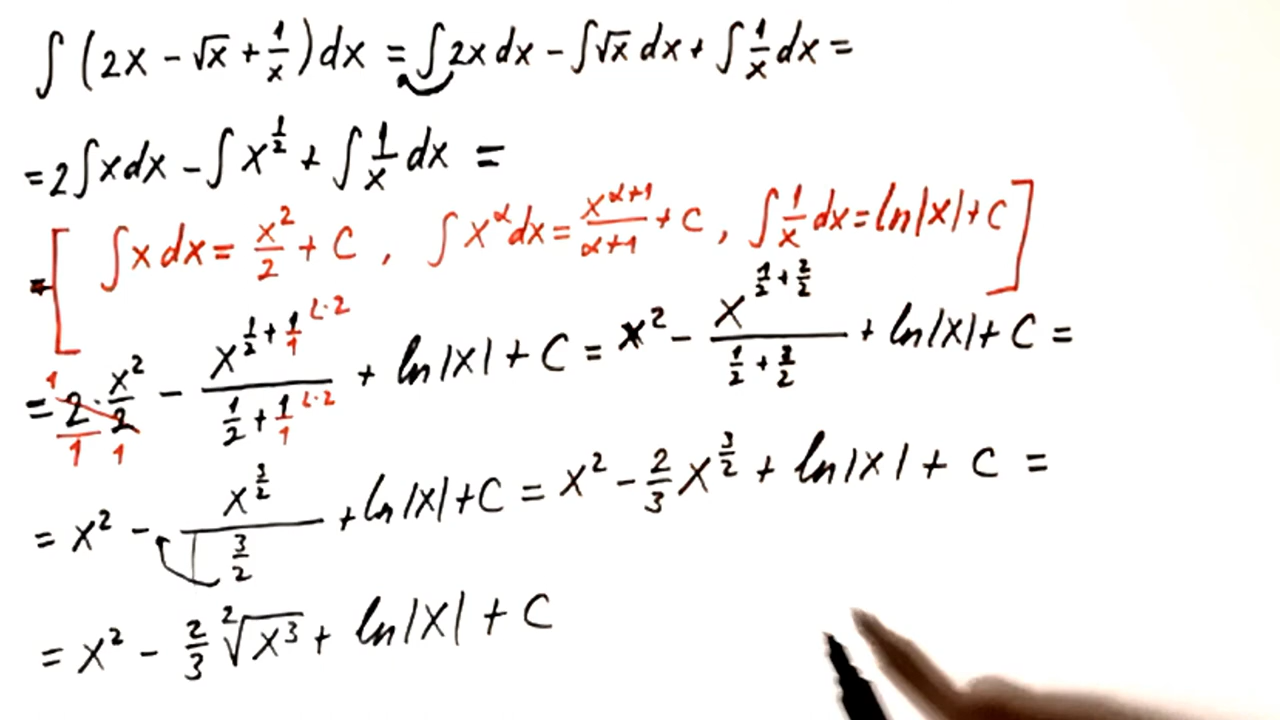 ∫(2x − √x + 1/x)dx = ∫2x dx − ∫√x dx + ∫1/x dx =
= 2∫x dx − ∫x^(1/2) + ∫1/x dx =
= [∫x dx = x²/2 + C, ∫x^α dx = x^(α+1)/(α+1) + C, ∫1/x dx = ln|x| + C]
= 2·x²/2 − x^(1/2+1/1)/(1/2+1/1) + ln|x| + C = x² − x^(1/2+2/2)/(1/2+2/2) + ln|x| + C =
= x² − x^(3/2)/(3/2) + ln|x| + C = x² − 2/3 x^(3/2) + ln|x| + C =
= x² − 2/3 ²√x³ + ln|x| + C